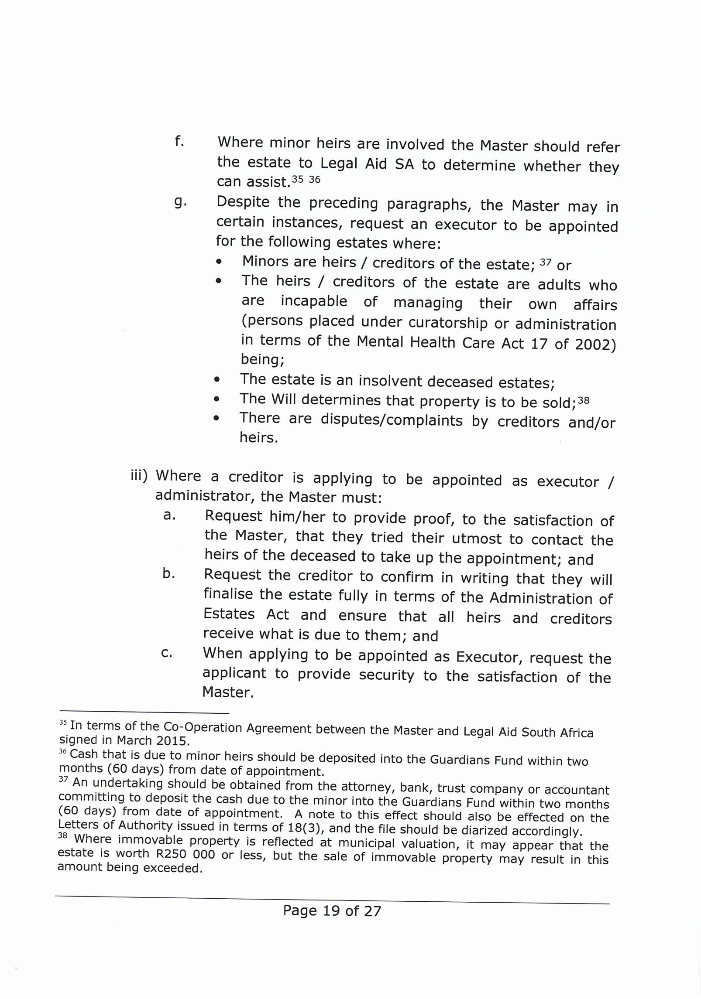 f. Where minor heirs are involved the Master should refer
the estate to Legal Aid SA to determine whether they
can assist.35 36
g. Despite the preceding paragraphs, the Master may in
certain instances, request an executor to be appointed
for the following estates where:
• Minors are heirs / creditors of the estate; 37 or
• The heirs / creditors of the estate are adults who
are incapable of managing their own affairs
(persons placed under curatorship or administration
in terms of the Mental Health Care Act 17 of 2002)
being;
• The estate is an insolvent deceased estates;
• The Will determines that property is to be sold;38
• There are disputes/complaints by creditors and/or
heirs.
iii) Where a creditor is applying to be appointed as executor /
administrator, the Master must:
a. Request him/her to provide proof, to the satisfaction of
the Master, that they tried their utmost to contact the
heirs of the deceased to take up the appointment; and
b. Request the creditor to confirm in writing that they will
finalise the estate fully in terms of the Administration of
Estates Act and ensure that all heirs and creditors
receive what is due to them; and
c. When applying to be appointed as Executor, request the
applicant to provide security to the satisfaction of the
Master.
35 In terms of the Co-Operation Agreement between the Master and Legal Aid South Africa
signed in March 2015.
36 Cash that is due to minor heirs should be deposited into the Guardians Fund within two
months (60 days) from date of appointment.
37 An undertaking should be obtained from the attorney, bank, trust company or accountant
committing to deposit the cash due to the minor into the Guardians Fund within two months
(60 days) from date of appointment. A note to this effect should also be effected on the
Letters of Authority issued in terms of 18(3), and the file should be diarized accordingly.
38 Where immovable property is reflected at municipal valuation, it may appear that the
estate is worth R250 000 or less, but the sale of immovable property may result in this
amount being exceeded.
Page 19 of 27